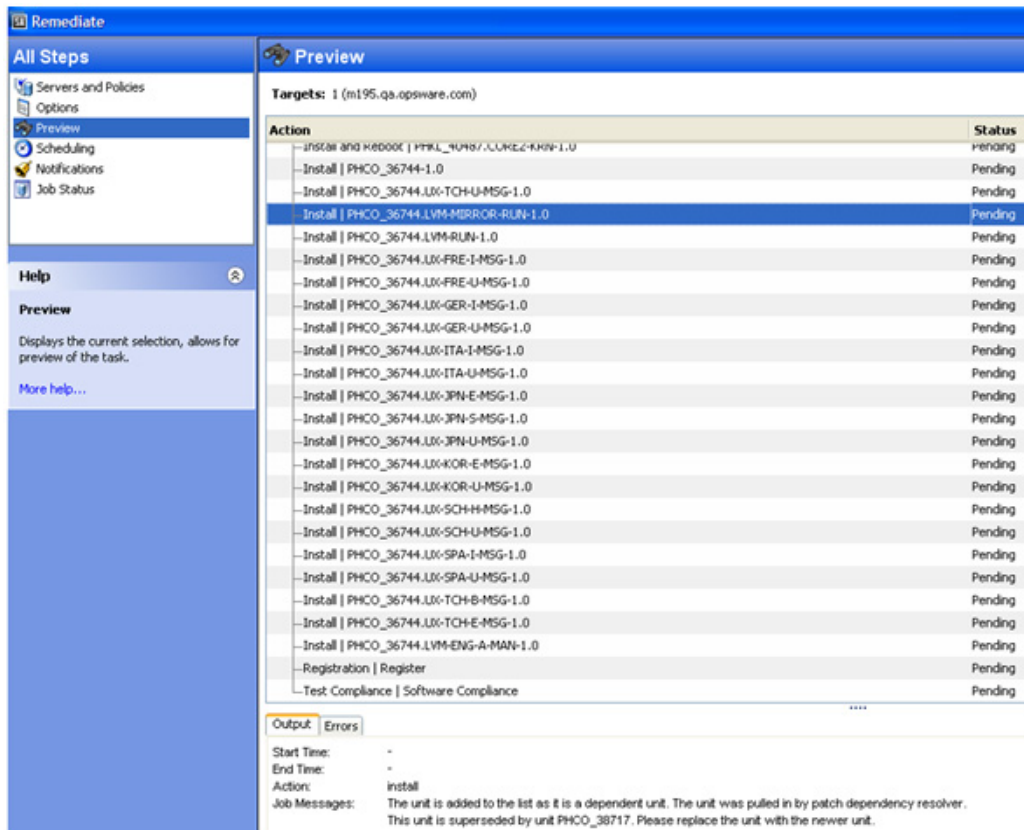 Remediate
All Steps
Servers and Policies
Options
Preview
Scheduling
Notifications
Job Status
Help
Preview
Displays the current selection, allows for
preview of the task.
More help...
Preview
Targets: 1 (m195.qa.opsware.com)
Action Status
Install and Reboot | PHKL_40487.CORE2-KRN-1.0 Pending
Install | PHCO_36744-1.0 Pending
Install | PHCO_36744.UX-TCH-U-MSG-1.0 Pending
Install | PHCO_36744.LVM-MIRROR-RUN-1.0 Pending
Install | PHCO_36744.LVM-RUN-1.0 Pending
Install | PHCO_36744.UX-FRE-I-MSG-1.0 Pending
Install | PHCO_36744.UX-FRE-U-MSG-1.0 Pending
Install | PHCO_36744.UX-GER-I-MSG-1.0 Pending
Install | PHCO_36744.UX-GER-U-MSG-1.0 Pending
Install | PHCO_36744.UX-ITA-I-MSG-1.0 Pending
Install | PHCO_36744.UX-ITA-U-MSG-1.0 Pending
Install | PHCO_36744.UX-JPN-E-MSG-1.0 Pending
Install | PHCO_36744.UX-JPN-S-MSG-1.0 Pending
Install | PHCO_36744.UX-JPN-U-MSG-1.0 Pending
Install | PHCO_36744.UX-KOR-E-MSG-1.0 Pending
Install | PHCO_36744.UX-KOR-U-MSG-1.0 Pending
Install | PHCO_36744.UX-SCH-H-MSG-1.0 Pending
Install | PHCO_36744.UX-SCH-U-MSG-1.0 Pending
Install | PHCO_36744.UX-SPA-I-MSG-1.0 Pending
Install | PHCO_36744.UX-SPA-U-MSG-1.0 Pending
Install | PHCO_36744.UX-TCH-B-MSG-1.0 Pending
Install | PHCO_36744.UX-TCH-E-MSG-1.0 Pending
Install | PHCO_36744.LVM-ENG-A-MAN-1.0 Pending
Registration | Register Pending
Test Compliance | Software Compliance Pending
Output Errors
Start Time: -
End Time: -
Action: install
Job Messages: The unit is added to the list as it is a dependent unit. The unit was pulled in by patch dependency resolver.
This unit is superseded by unit PHCO_38717. Please replace the unit with the newer unit.